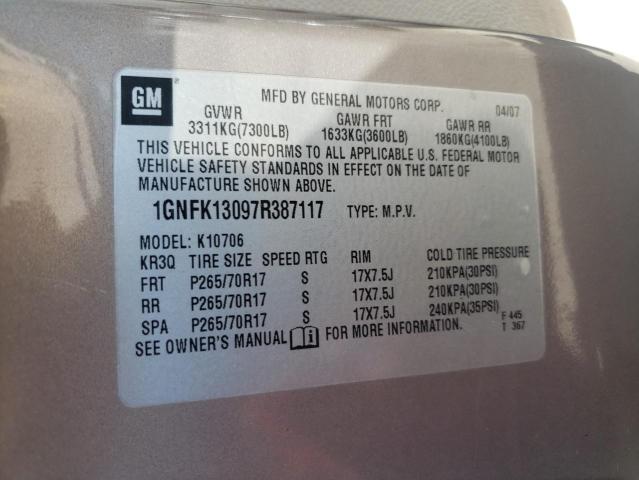 GM
MFD BY GENERAL MOTORS CORP. 04/07
GVWR GAWR FRT GAWR RR
3311KG(7300LB) 1633KG(3600LB) 1860KG(4100LB)
THIS VEHICLE CONFORMS TO ALL APPLICABLE U.S. FEDERAL MOTOR
VEHICLE SAFETY STANDARDS IN EFFECT ON THE DATE OF
MANUFACTURE SHOWN ABOVE.
1GNFK13097R387117 TYPE: M.P.V.
MODEL: K10706
KR3Q TIRE SIZE SPEED RTG RIM COLD TIRE PRESSURE
FRT P265/70R17 S 17X7.5J 210KPA(30PSI)
RR P265/70R17 S 17X7.5J 210KPA(30PSI)
SPA P265/70R17 S 17X7.5J 240KPA(35PSI)
F 445
SEE OWNER'S MANUAL FOR MORE INFORMATION. T 367